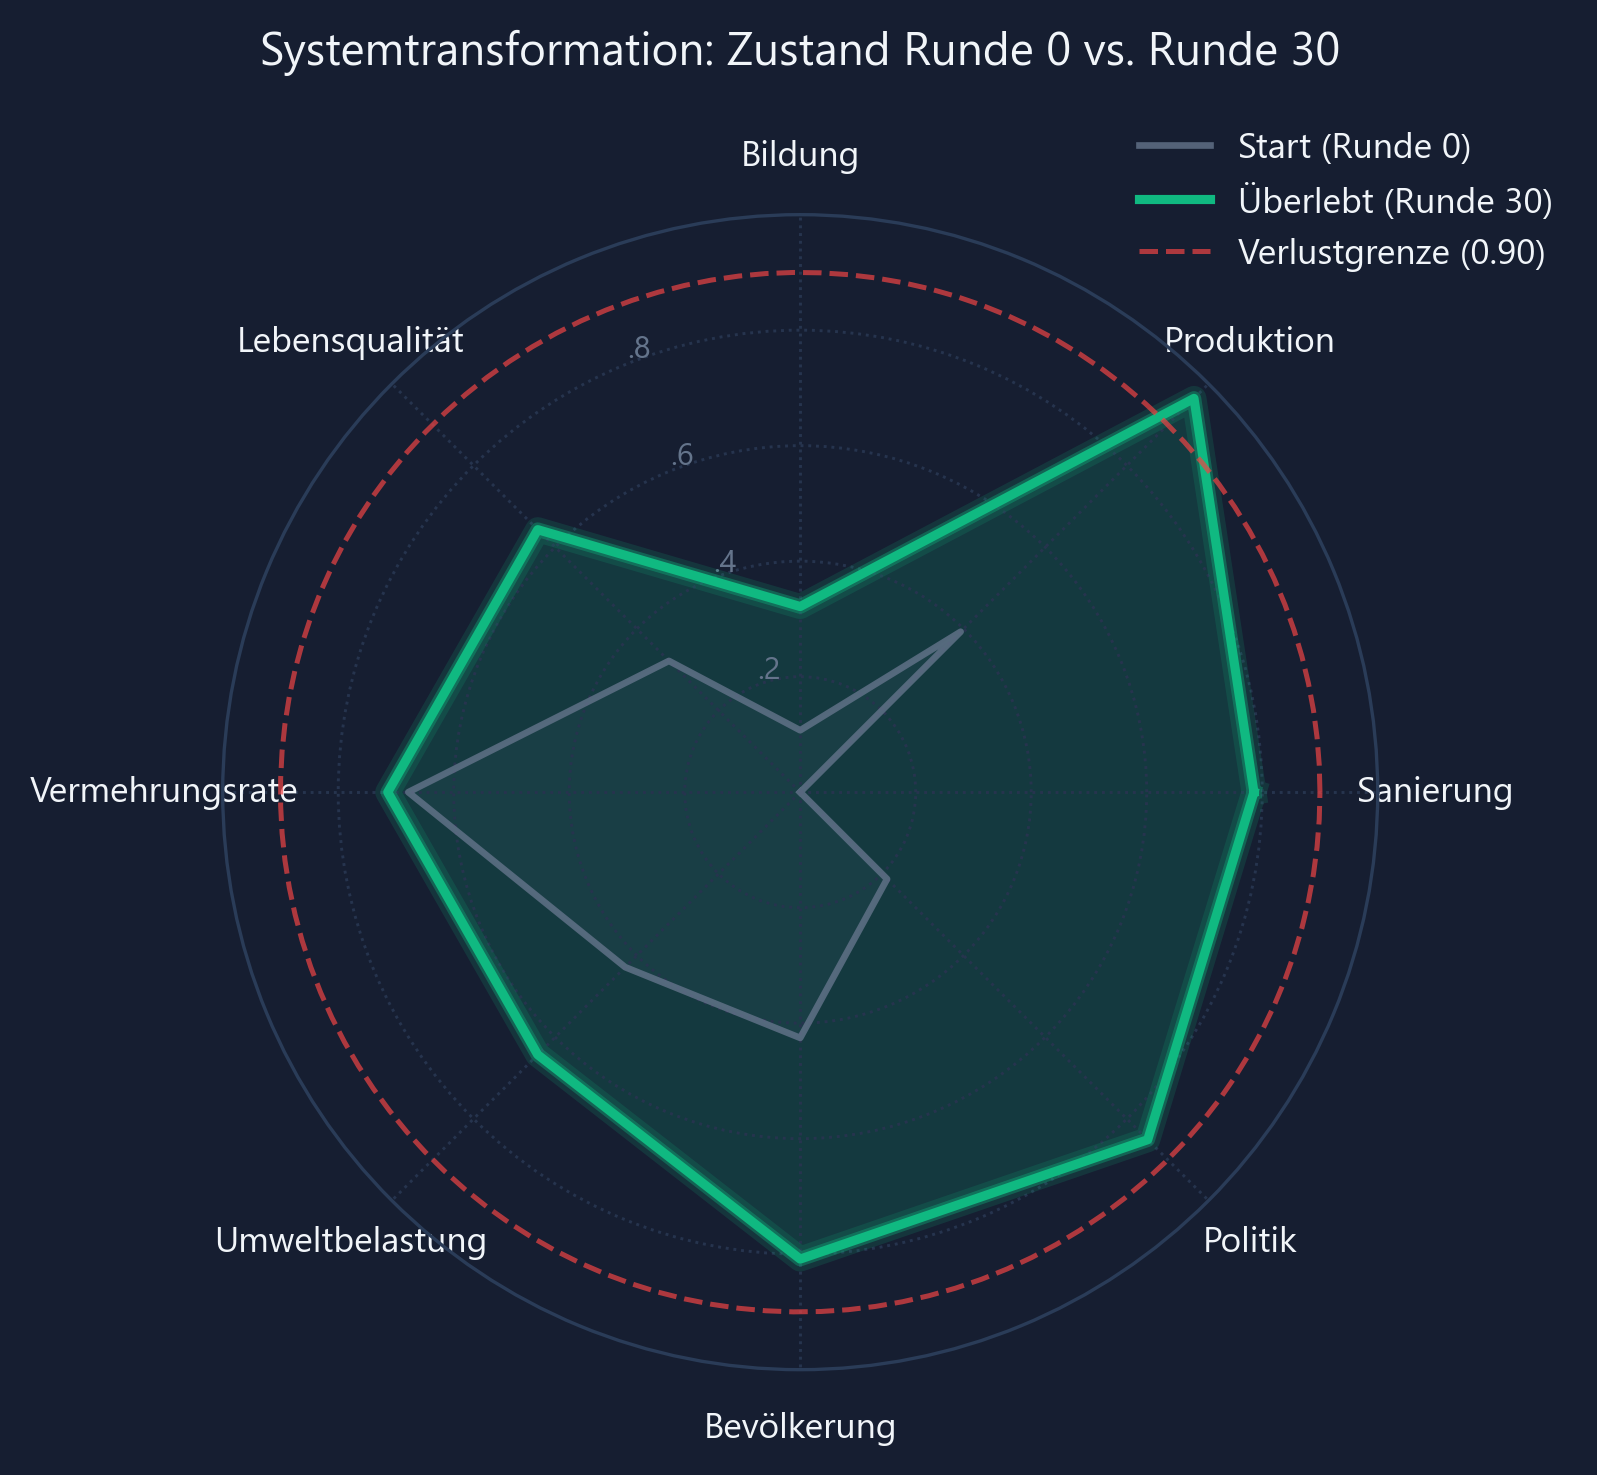 Systemtransformation: Zustand Runde 0 vs. Runde 30
Start (Runde 0)
Überlebt (Runde 30)
Verlustgrenze (0.90)
Bildung
Lebensqualität
Produktion
.8
.6
.4
.2
Vermehrungsrate
Sanierung
Umweltbelastung
Politik
Bevölkerung